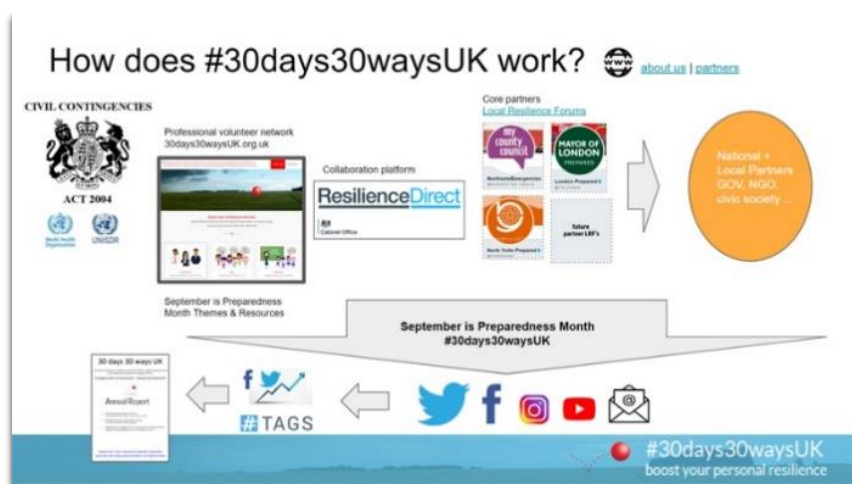 How does #30days30waysUK work?
about us | partners
CIVIL CONTINGENCIES
ACT 2004
World Health
Organization
UNISDR
Professional volunteer network
30days30waysUK.org.uk
September is Preparedness
Month Themes & Resources
Collaboration platform
ResilienceDirect
Cabinet Office
Core partners
Local Resilience Forums
my
county
council
NorthantsEmergencies
MAYOR OF
LONDON
PREPARED
London Prepared
North Yorks Prepared
future
partner LRF's
National +
Local Partners
GOV, NGO,
civic society ...
September is Preparedness Month
#30days30waysUK
30 days 30 ways UK
Annual Report
#TAGS
#30days30waysUK
boost your personal resilience